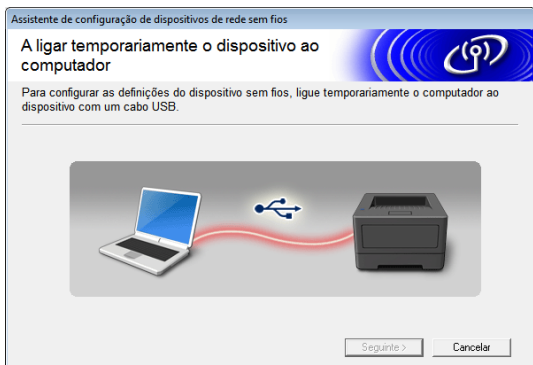 Assistente de configuração de dispositivos de rede sem fios
A ligar temporariamente o dispositivo ao
computador
Para configurar as definições do dispositivo sem fios, ligue temporariamente o computador ao
dispositivo com um cabo USB.
Seguinte >
Cancelar